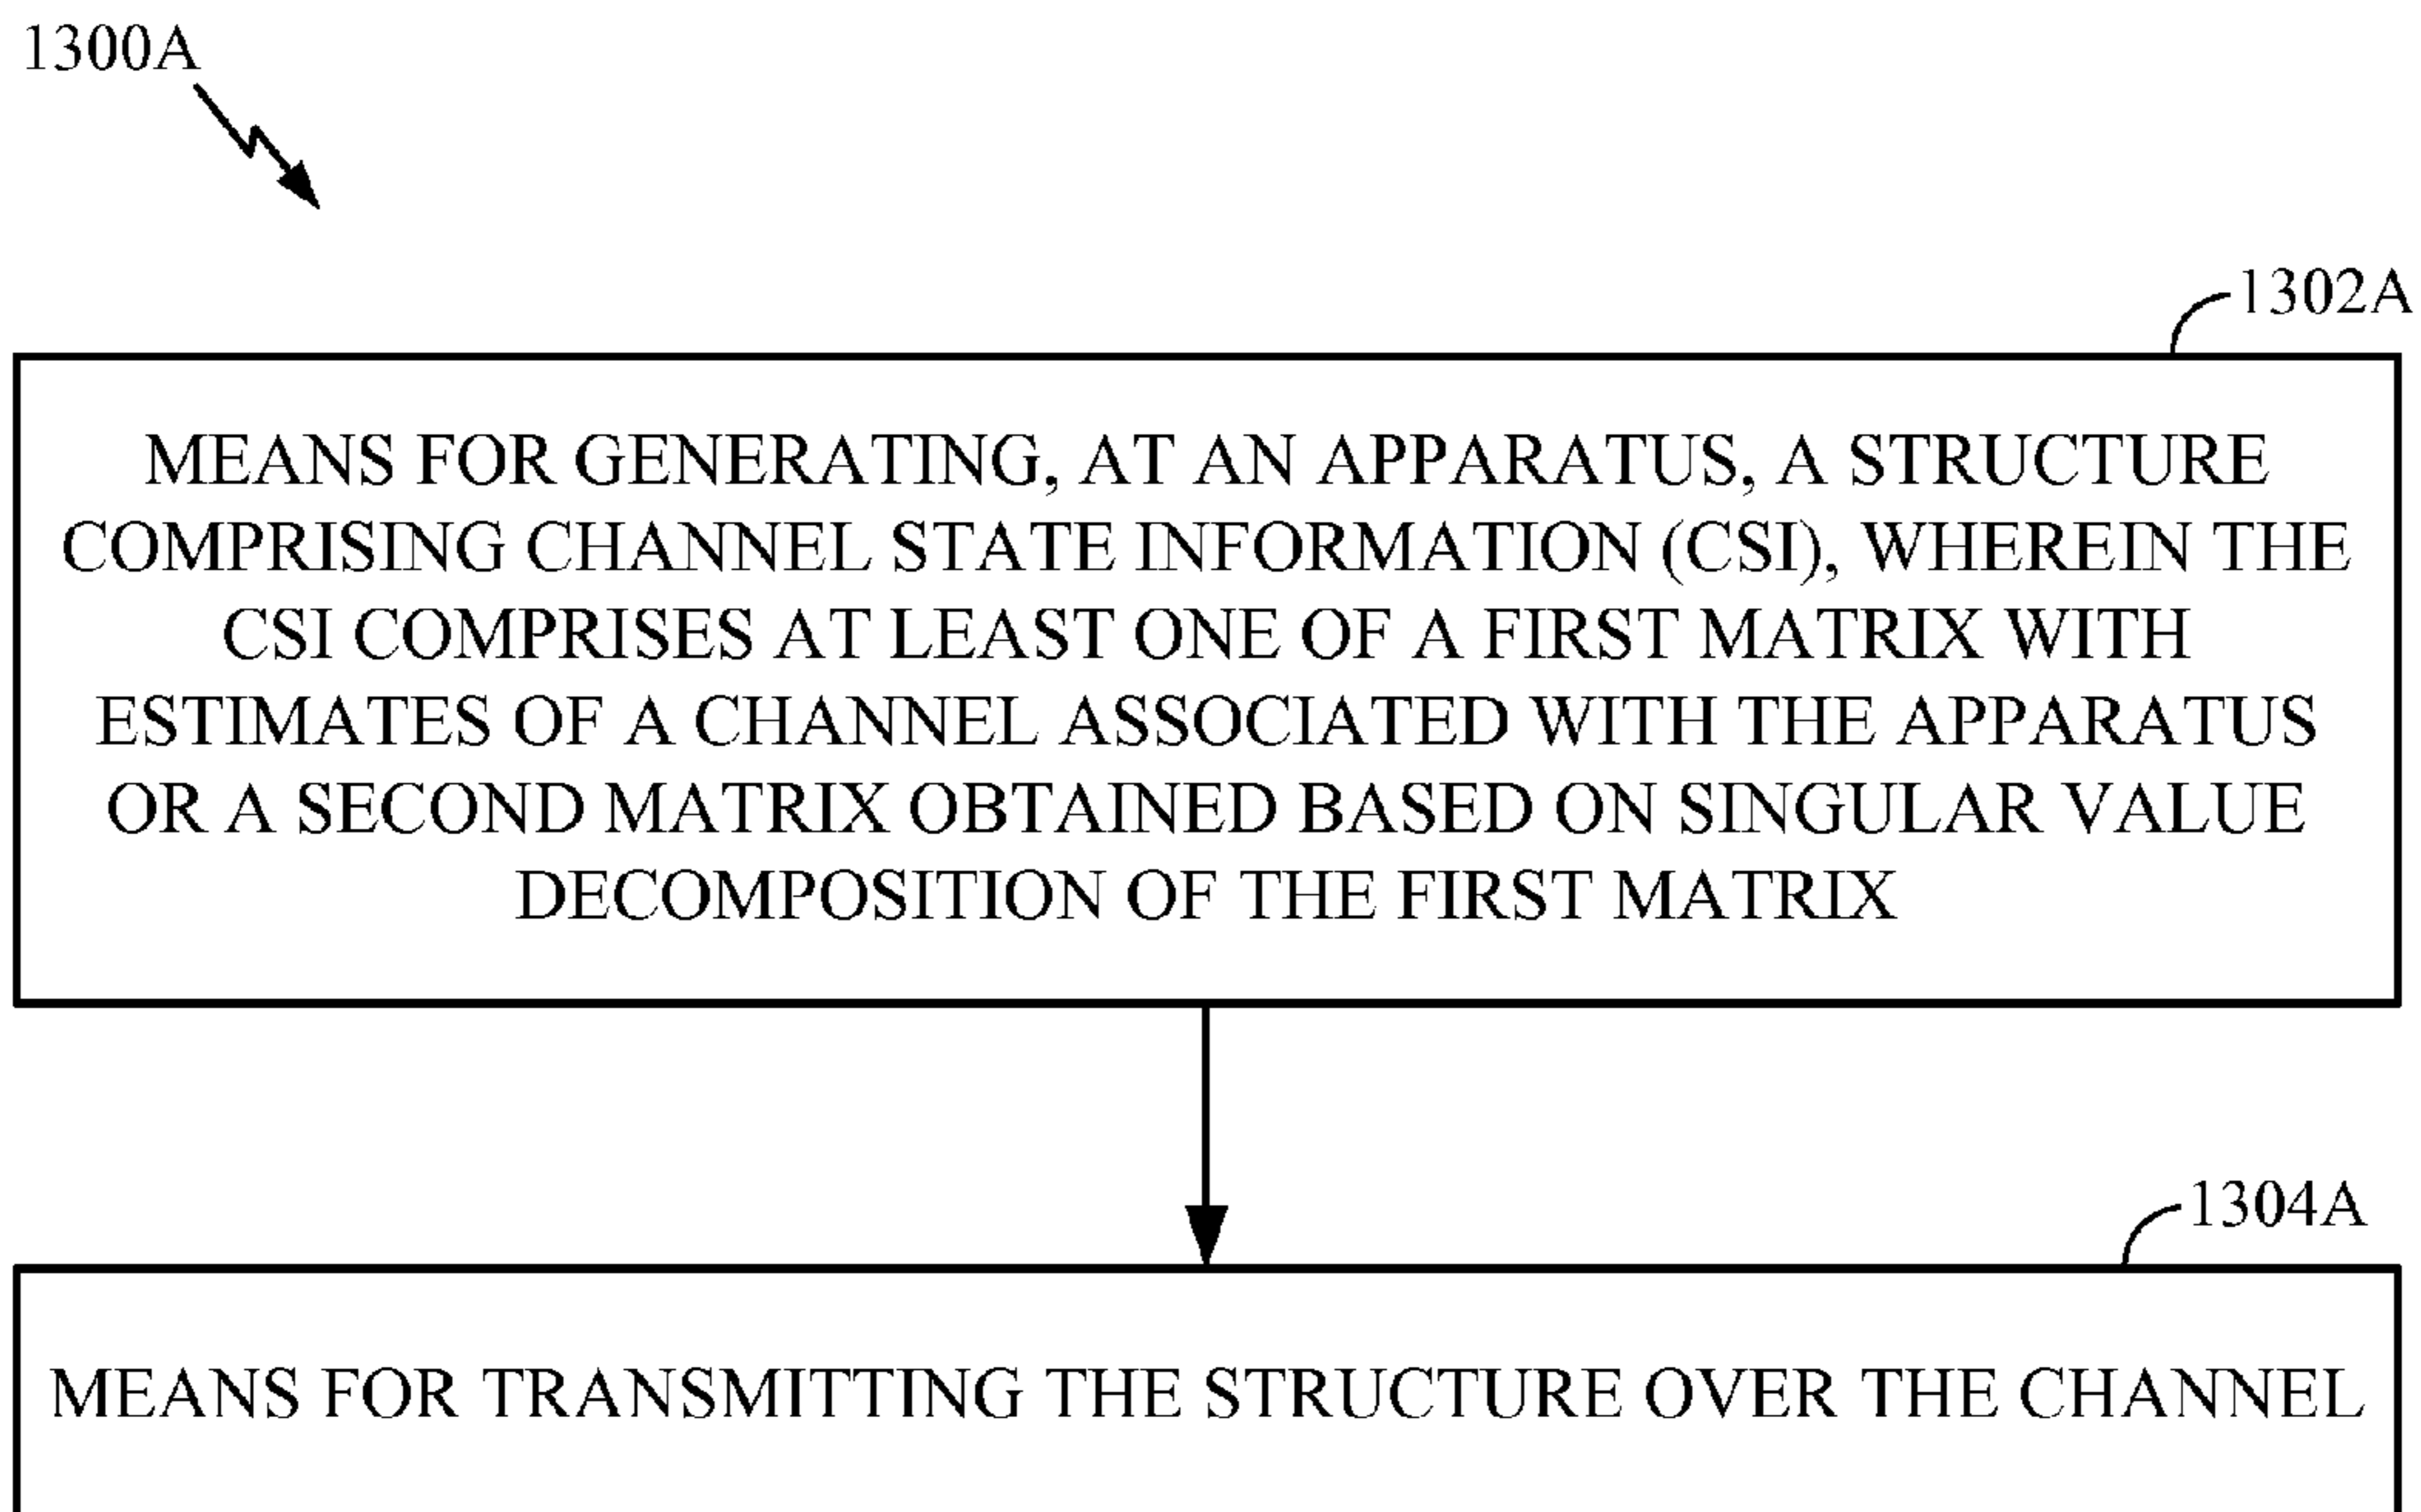 1300A
1302A
MEANS FOR GENERATING, AT AN APPARATUS, A STRUCTURE
COMPRISING CHANNEL STATE INFORMATION (CSI), WHEREIN THE
CSI COMPRISES AT LEAST ONE OF A FIRST MATRIX WITH
ESTIMATES OF A CHANNEL ASSOCIATED WITH THE APPARATUS
OR A SECOND MATRIX OBTAINED BASED ON SINGULAR VALUE
DECOMPOSITION OF THE FIRST MATRIX
1304A
MEANS FOR TRANSMITTING THE STRUCTURE OVER THE CHANNEL